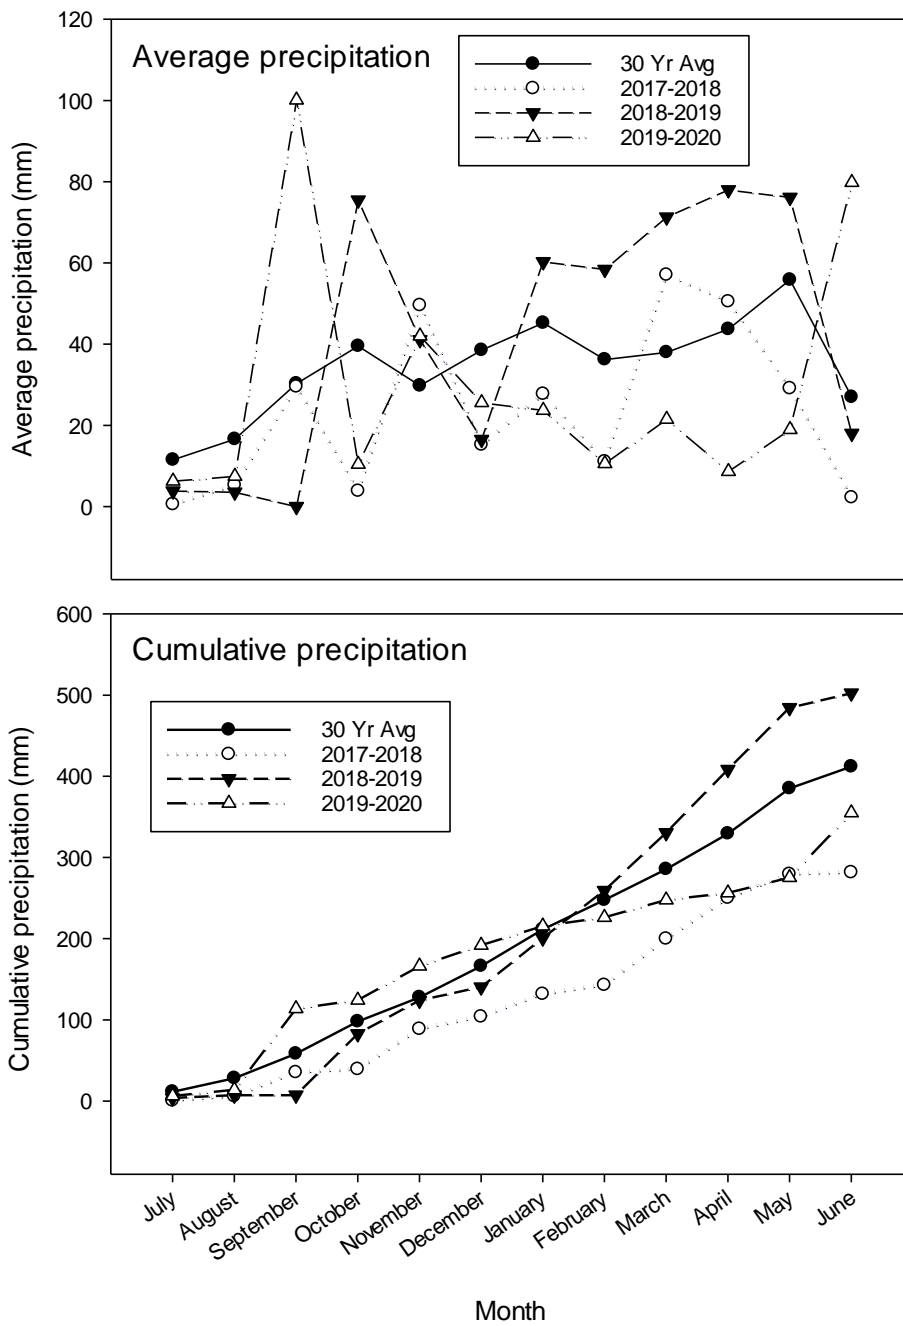 120
100
80
60
40
20
0
Average precipitation (mm)
Average precipitation
30 Yr Avg
2017-2018
2018-2019
2019-2020
600
500
400
300
200
100
0
Cumulative precipitation (mm)
Cumulative precipitation
30 Yr Avg
2017-2018
2018-2019
2019-2020
July
August
September
October
November
December
January
February
March
April
May
June
Month